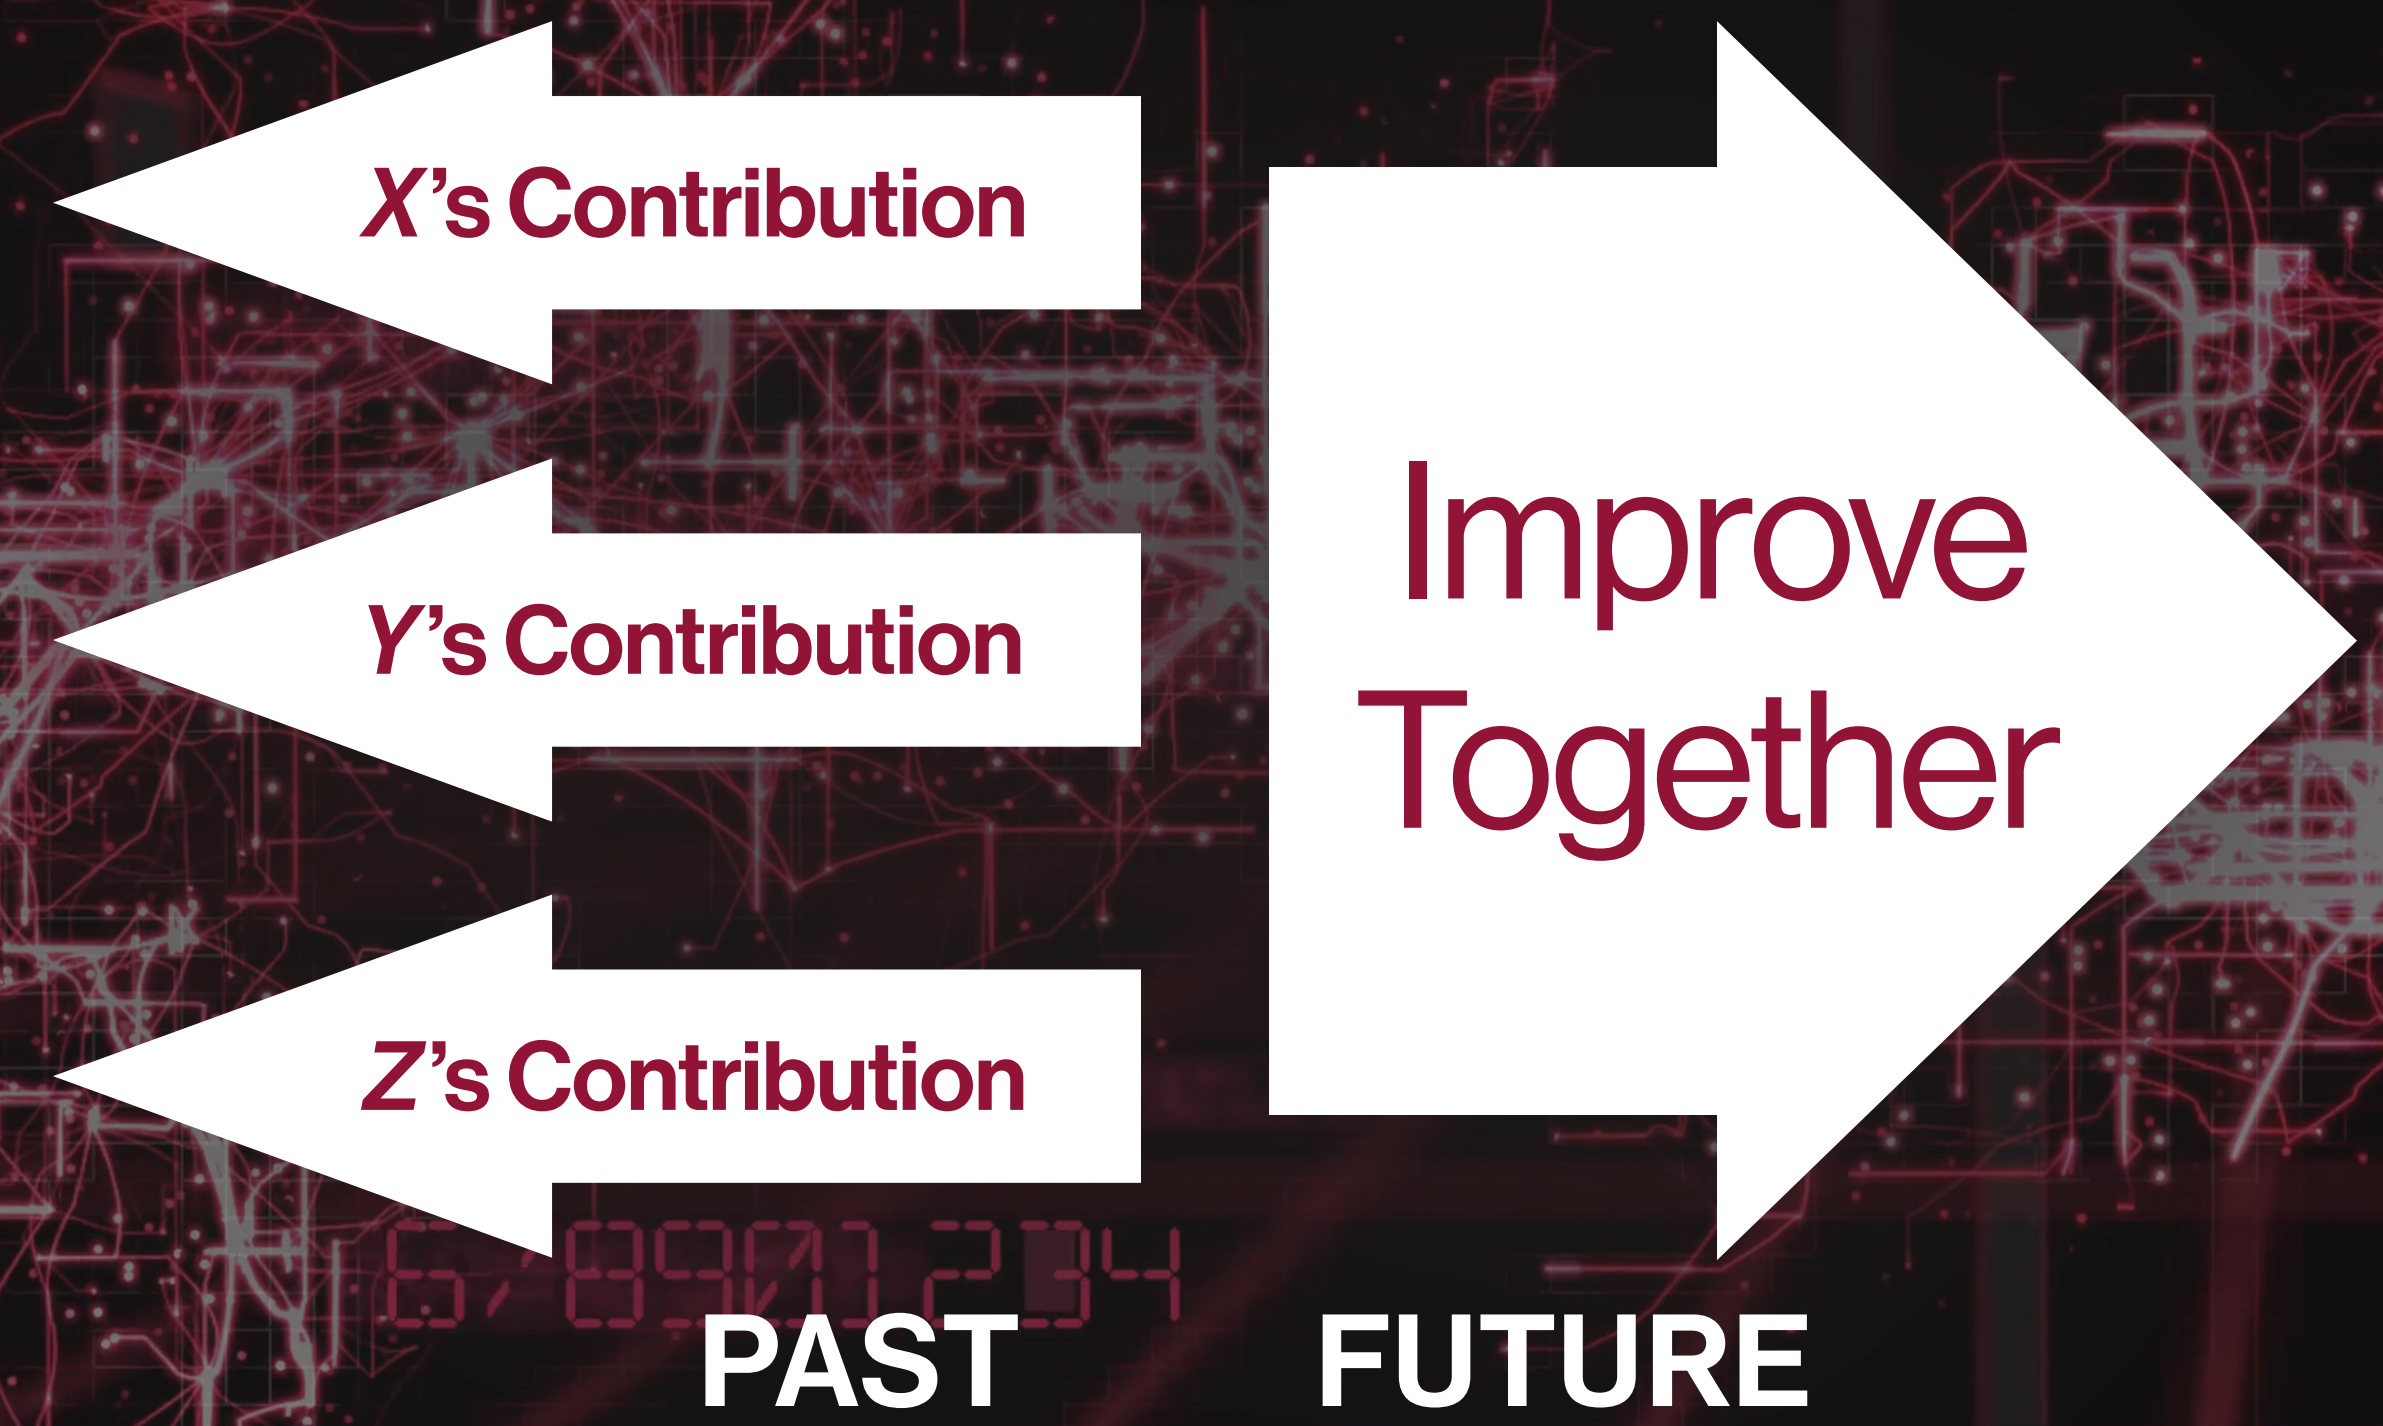 X’s Contribution
Y’s Contribution
Z’s Contribution
Improve
Together
PAST
FUTURE